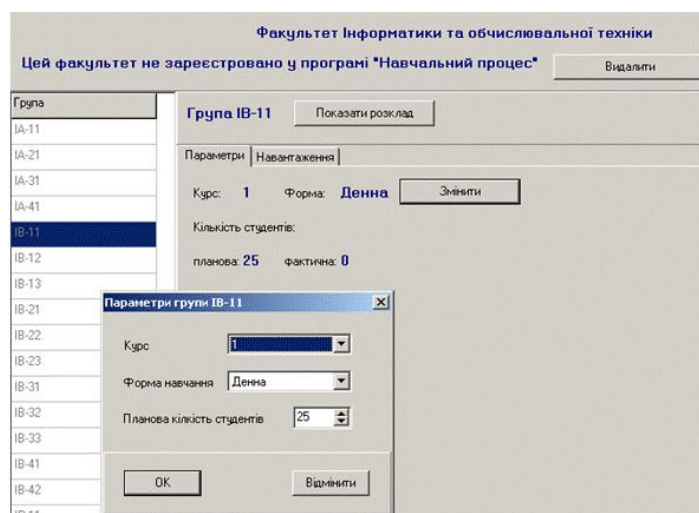 Факультет Інформатики та обчислювальної техніки
Цей факультет не зареєстровано у програмі "Навчальний процес"
Видалити
Група
ІА-11
ІА-21
ІА-31
ІА-41
ІВ-11
ІВ-12
ІВ-13
ІВ-21
ІВ-22
ІВ-23
ІВ-31
ІВ-32
ІВ-33
ІВ-41
ІВ-42
Група ІВ-11 Показати розклад
Параметри Навантаження
Курс: 1 Форма: Денна Змінити
Кількість студентів:
планова: 25 фактична: 0
Параметри групи ІВ-11
Курс 1
Форма навчання Денна
Планова кілкість студентів 25
OK Відмінити